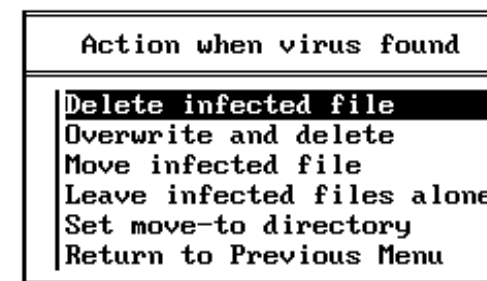 Action when virus found
Delete infected file
Overwrite and delete
Move infected file
Leave infected files alone
Set move-to directory
Return to Previous Menu